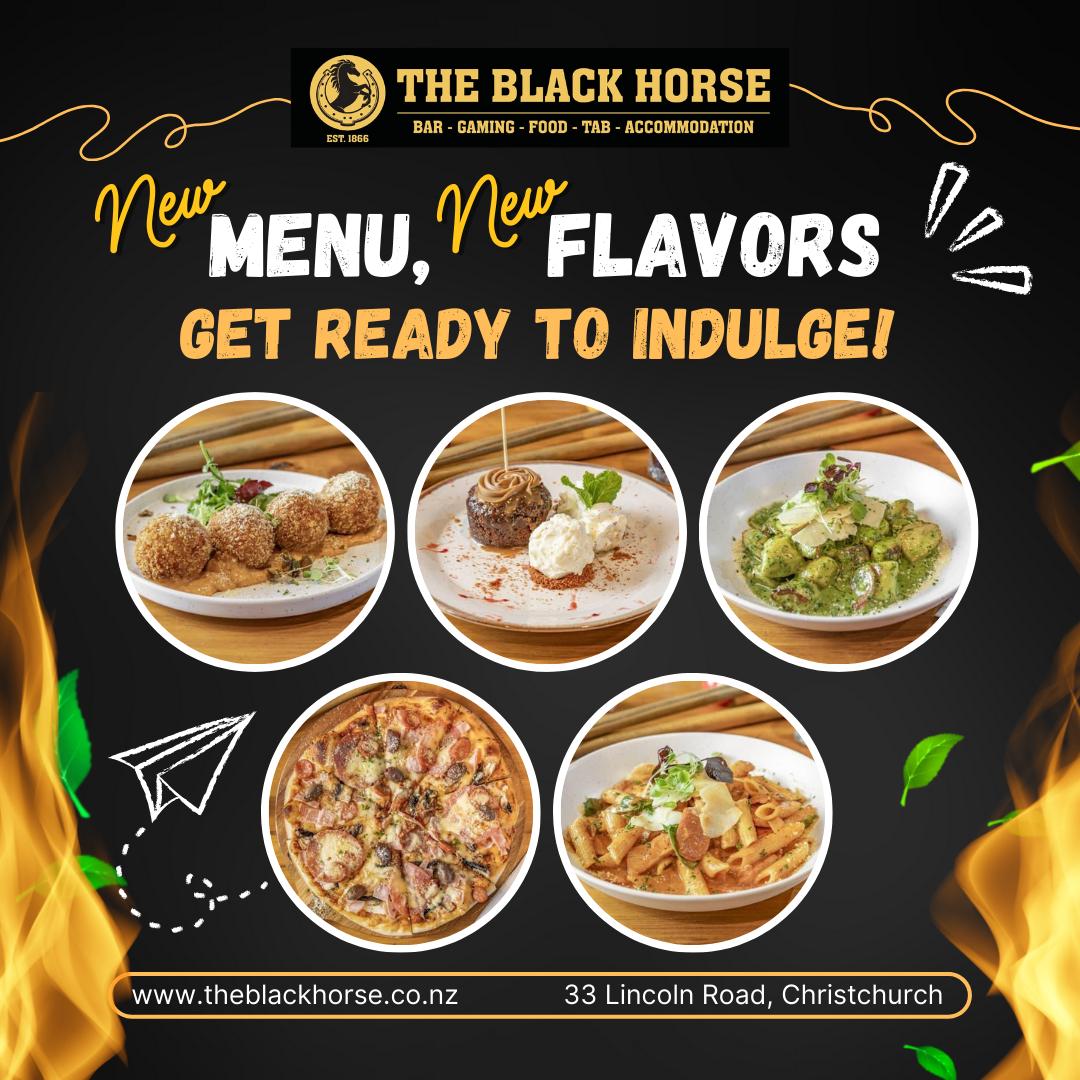 THE BLACK HORSE
BAR - GAMING - FOOD - TAB - ACCOMMODATION
EST. 1866
New MENU, New FLAVORS
GET READY TO INDULGE!
www.theblackhorse.co.nz 33 Lincoln Road, Christchurch